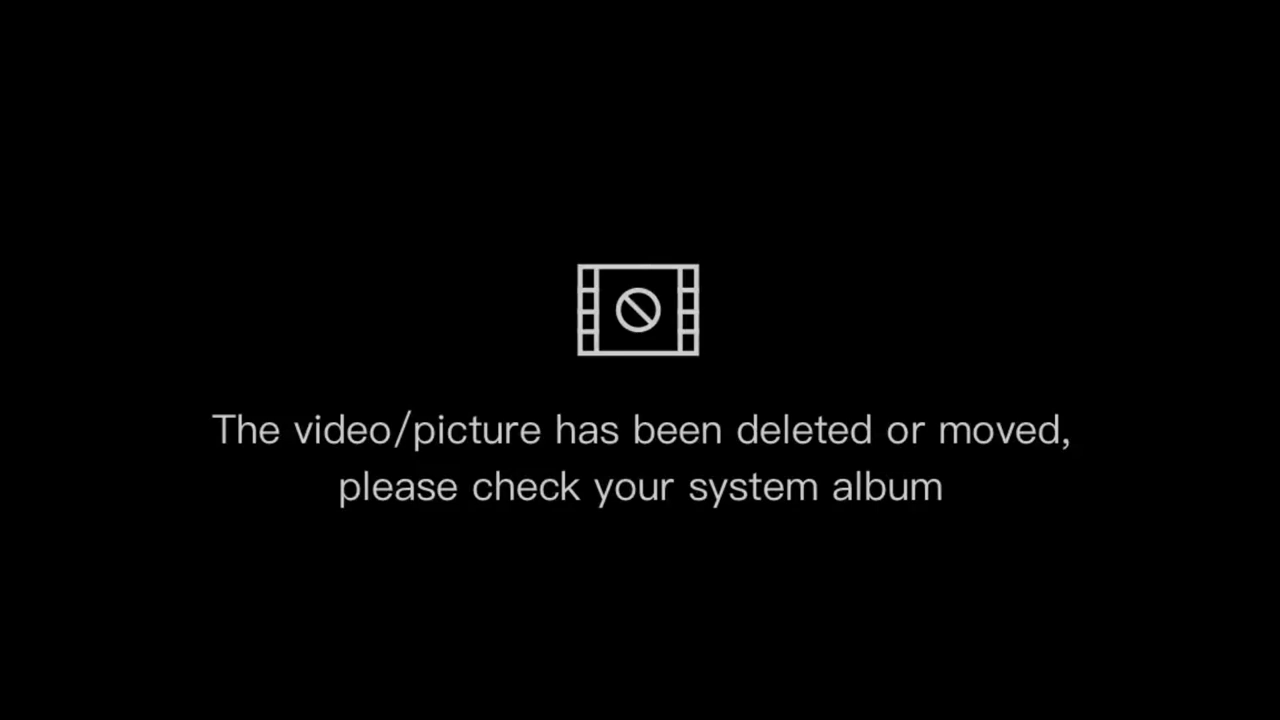 The video/picture has been deleted or moved,
please check your system album